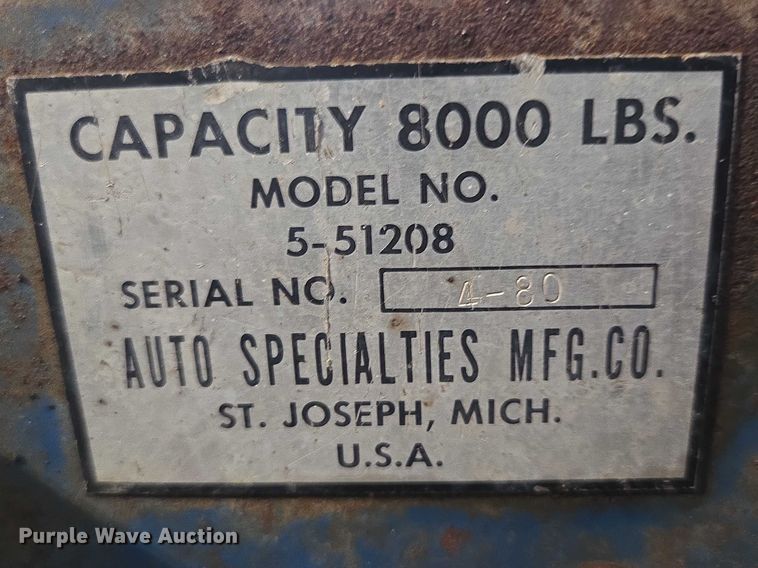 CAPACITY 8000 LBS.
MODEL NO.
5-51208
SERIAL NO. 4-80
AUTO SPECIALTIES MFG.CO.
ST. JOSEPH, MICH.
U.S.A.
Purple Wave Auction